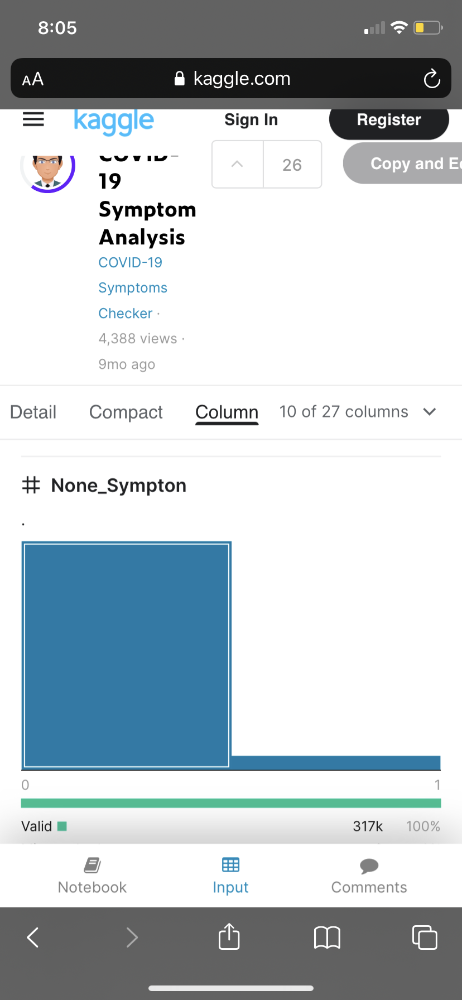 8:05
AA kaggle.com
kaggle Sign In Register
COVID-
26
Copy and E
19
Symptom
Analysis
COVID-19
Symptoms
Checker ·
4,388 views ·
9mo ago
Detail Compact Column 10 of 27 columns
# None_Sympton
.
0 1
Valid 317k 100%
Notebook Input Comments